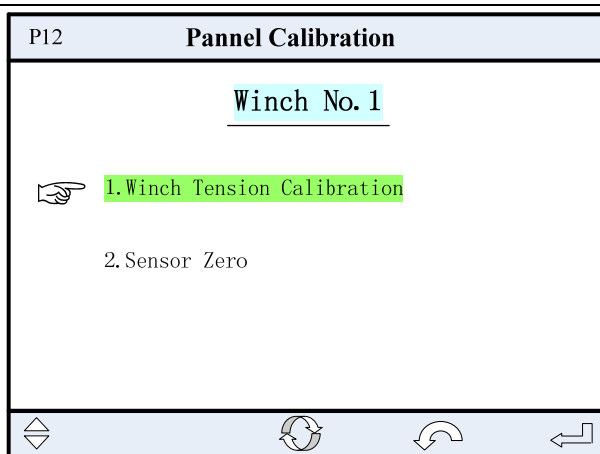 P12 Pannel Calibration
Winch No.1
1.Winch Tension Calibration
2.Sensor Zero